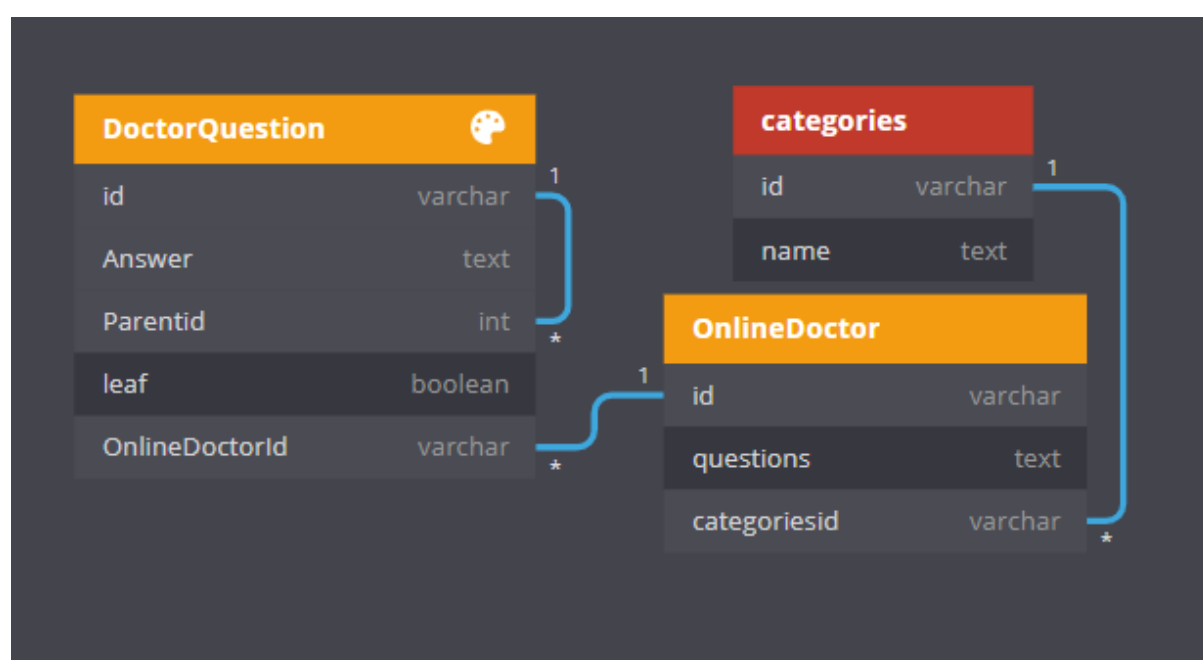 DoctorQuestion
id varchar
Answer text
Parentid int
leaf boolean
OnlineDoctorId varchar
1
*
*
categories
id varchar
name text
1
OnlineDoctor
1
id varchar
questions text
categoriesid varchar
*